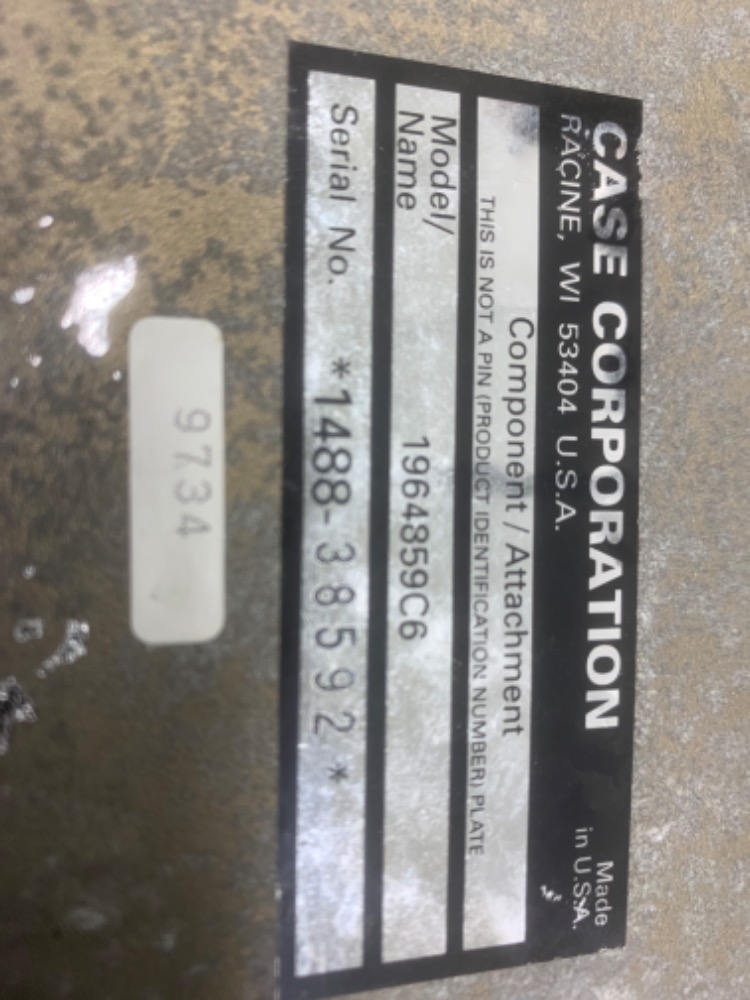 CASE CORPORATION
RACINE, WI 53404 U.S.A.
Made
in U.S.A.
Component / Attachment
THIS IS NOT A PIN (PRODUCT IDENTIFICATION NUMBER) PLATE
Model/
Name
1964859C6
Serial No. *1488-38592*
9734